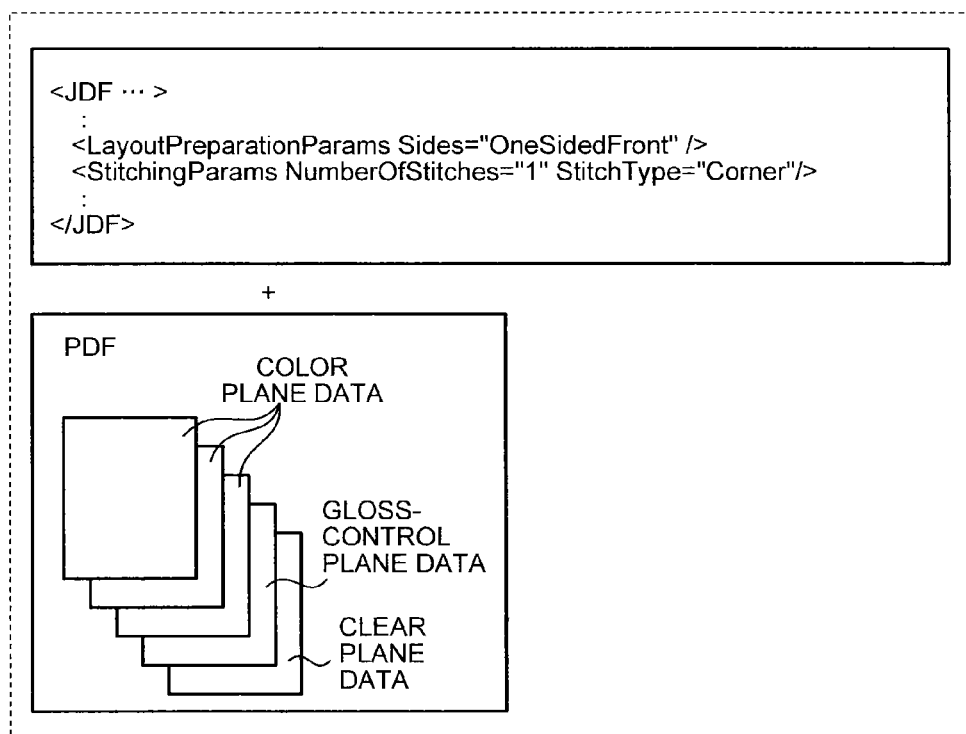 <JDF ··· >
:
<LayoutPreparationParams Sides="OneSidedFront" />
<StitchingParams NumberOfStitches="1" StitchType="Corner"/>
:
</JDF>
+
PDF
COLOR
PLANE DATA
GLOSS-
CONTROL
PLANE DATA
CLEAR
PLANE
DATA